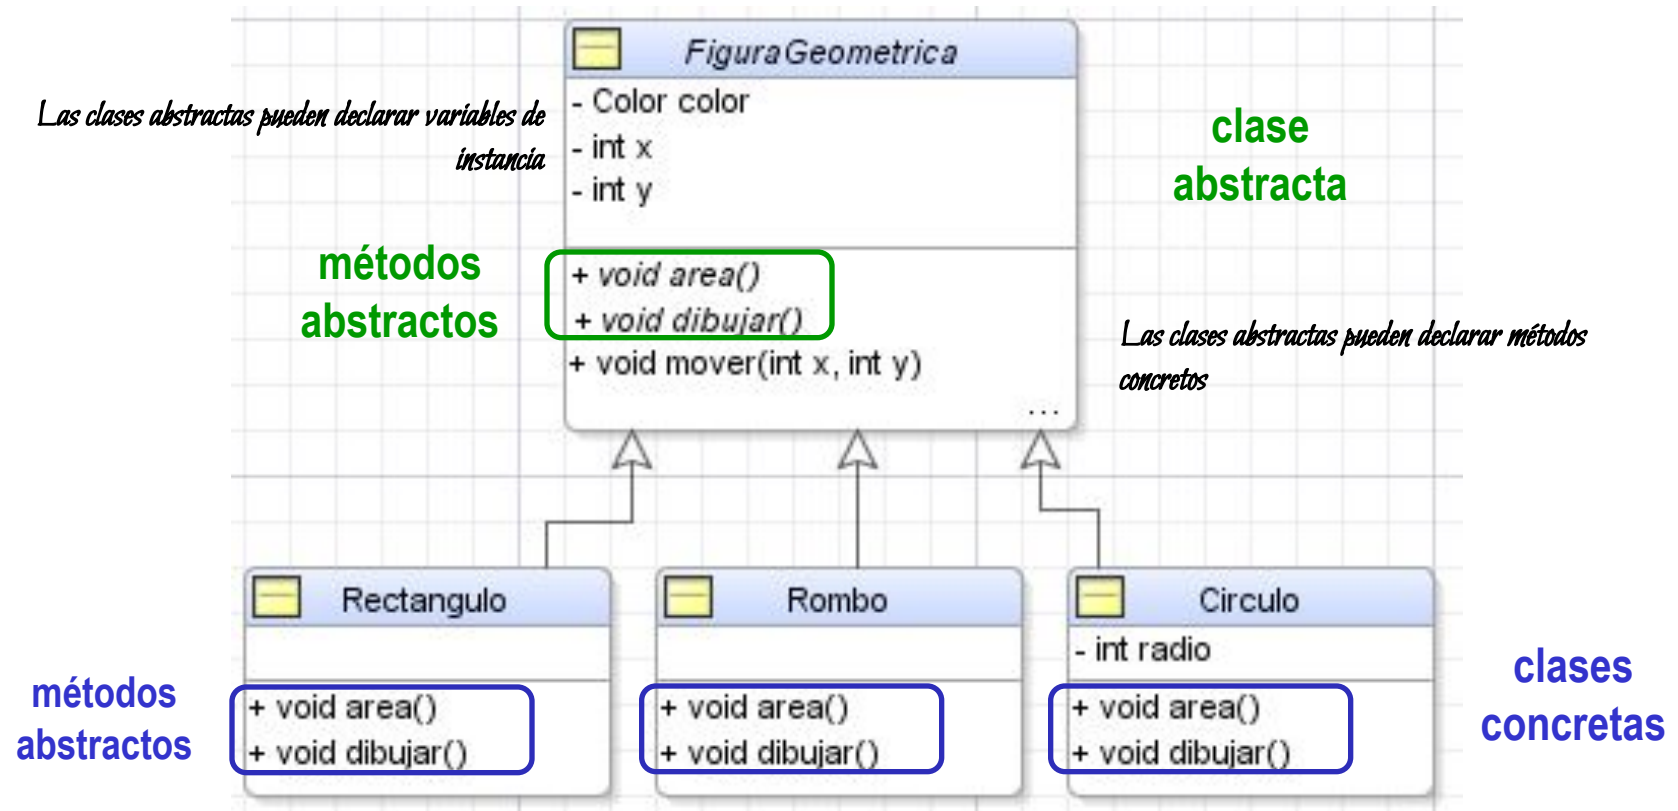 FiguraGeometrica
- Color color
- int x
- int y
+ void area()
+ void dibujar()
+ void mover(int x, int y)
...
Las clases abstractas pueden declarar variables de
instancia
clase
abstracta
métodos
abstractos
Las clases abstractas pueden declarar métodos
concretos
Rectangulo
+ void area()
+ void dibujar()
Rombo
+ void area()
+ void dibujar()
Circulo
- int radio
+ void area()
+ void dibujar()
métodos
abstractos
clases
concretas